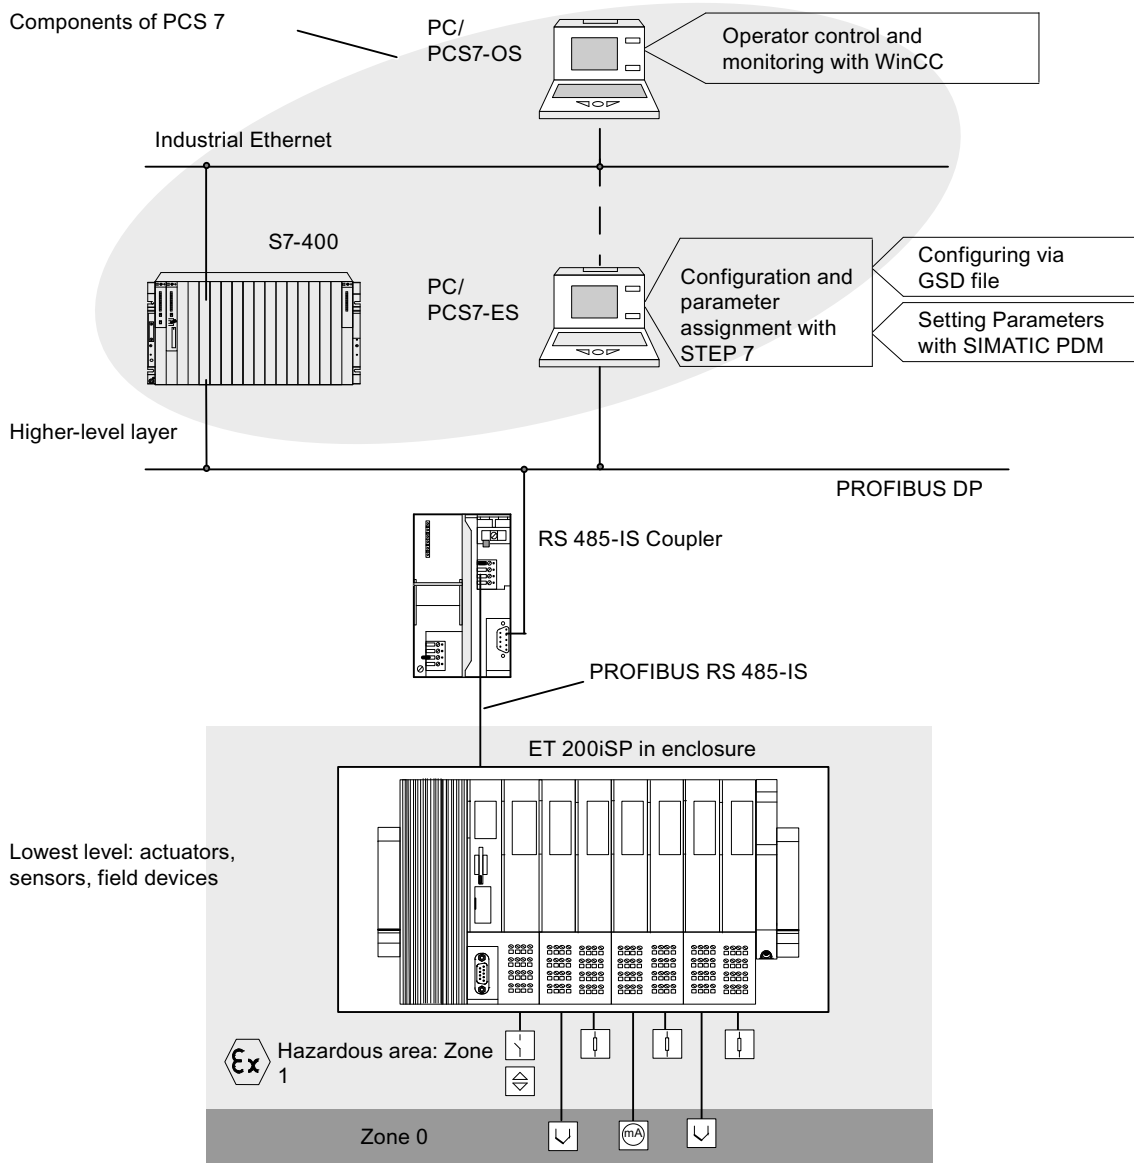 Components of PCS 7
PC/
PCS7-OS
Operator control and
monitoring with WinCC
Industrial Ethernet
S7-400
PC/
PCS7-ES
Configuration and
parameter
assignment with
STEP 7
Configuring via
GSD file
Setting Parameters
with SIMATIC PDM
Higher-level layer
PROFIBUS DP
RS 485-IS Coupler
PROFIBUS RS 485-IS
ET 200iSP in enclosure
Lowest level: actuators,
sensors, field devices
Ex
Hazardous area: Zone
1
Zone 0
mA